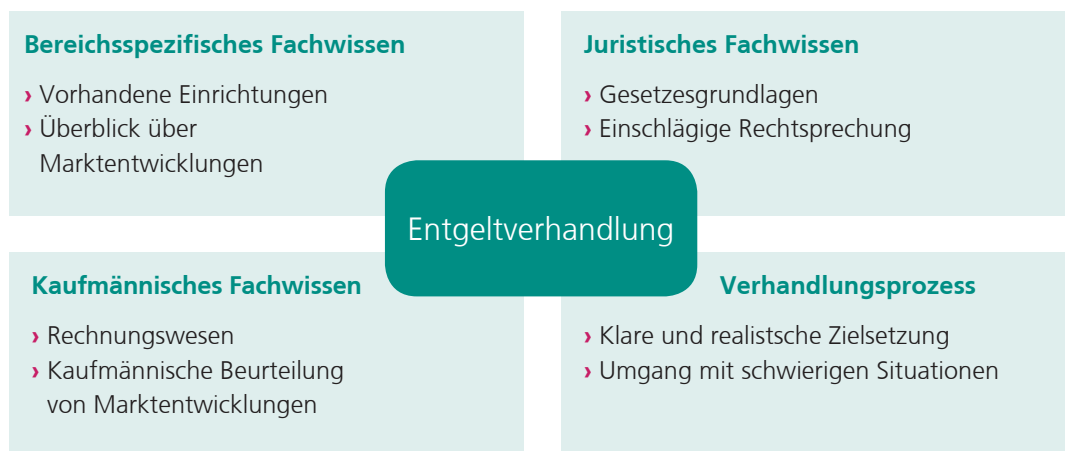 Bereichsspezifisches Fachwissen
› Vorhandene Einrichtungen
› Überblick über
Marktentwicklungen
Juristisches Fachwissen
› Gesetzesgrundlagen
› Einschlägige Rechtsprechung
Entgeltverhandlung
Kaufmännisches Fachwissen
› Rechnungswesen
› Kaufmännische Beurteilung
von Marktentwicklungen
Verhandlungsprozess
› Klare und realistsche Zielsetzung
› Umgang mit schwierigen Situationen